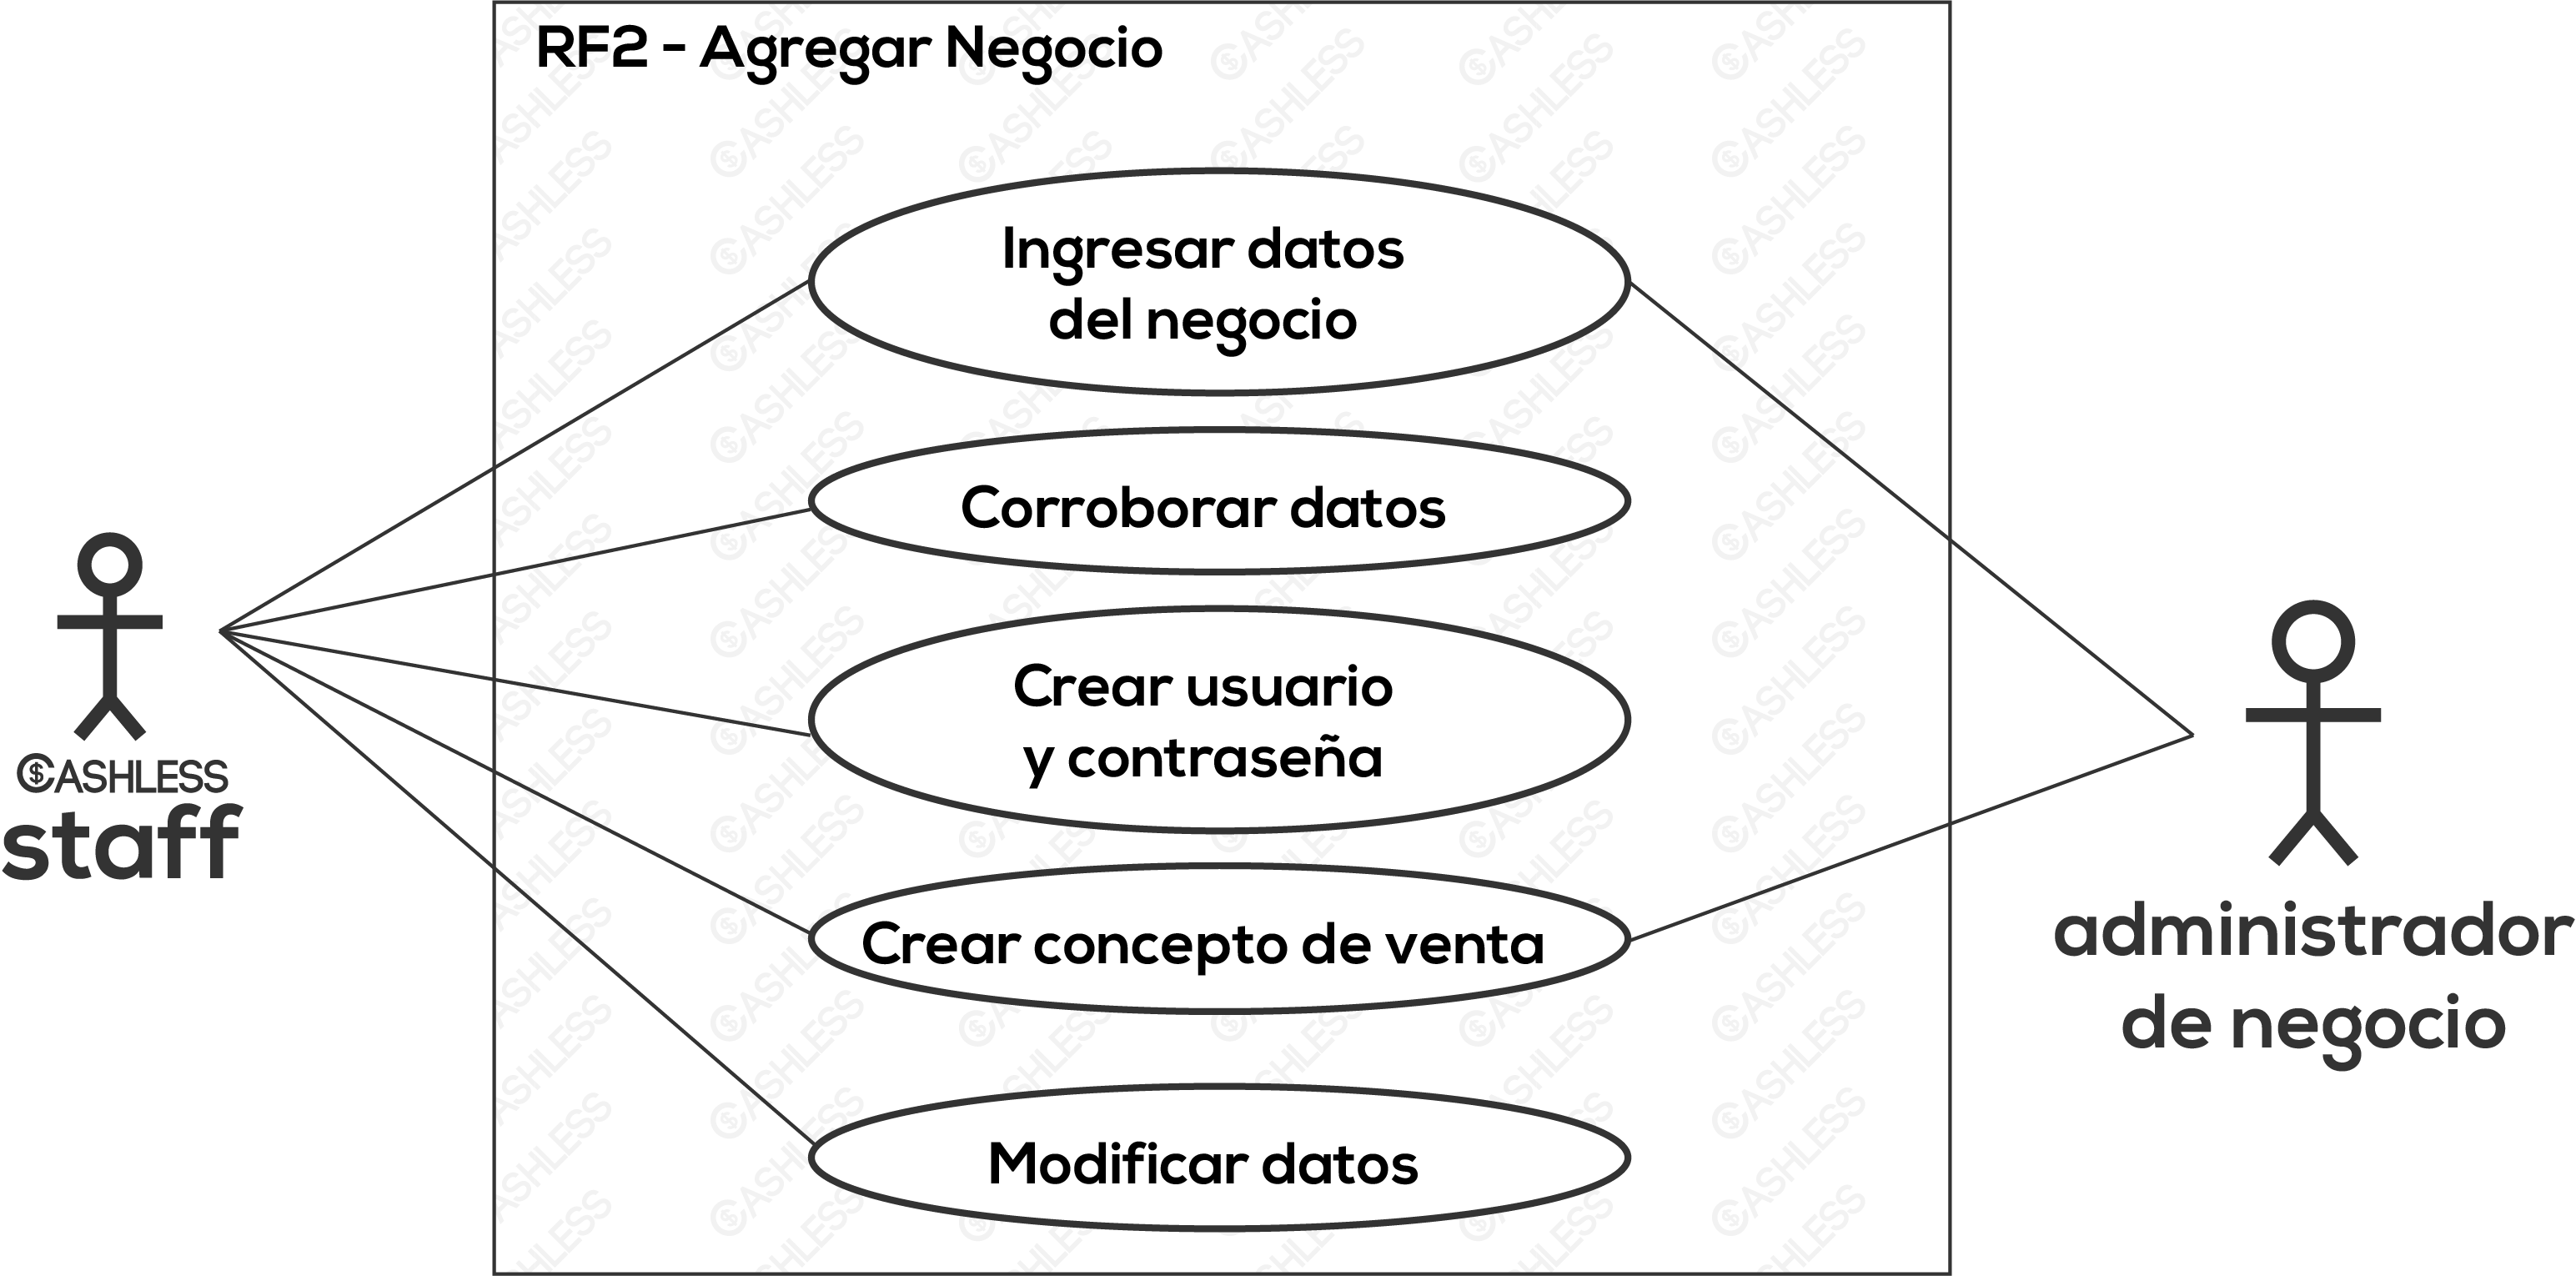 RF2 - Agregar Negocio
Ingresar datos
del negocio
Corroborar datos
Crear usuario
y contraseña
Crear concepto de venta
Modificar datos
CASHLESS
staff
administrador
de negocio